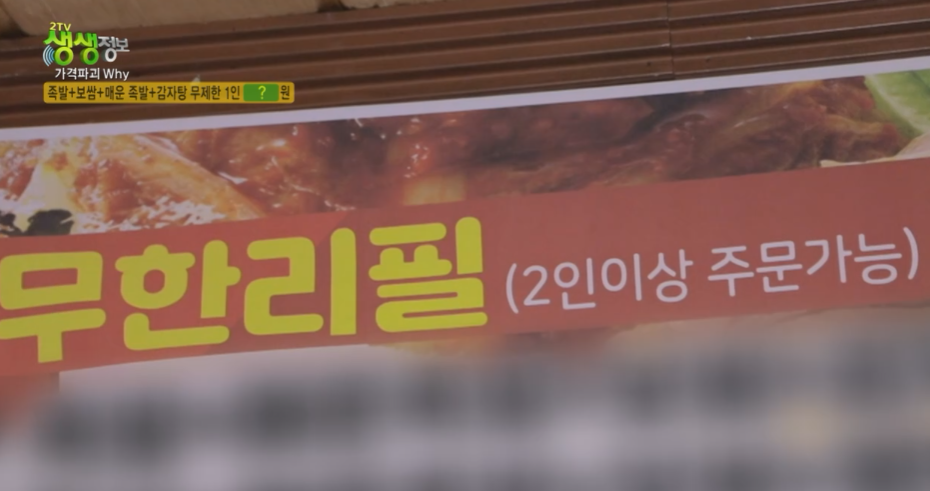 2TV
생생정보
가격파괴 Why
족발+보쌈+매운 족발+감자탕 무제한 1인 ? 원
무한리필 (2인이상 주문가능)